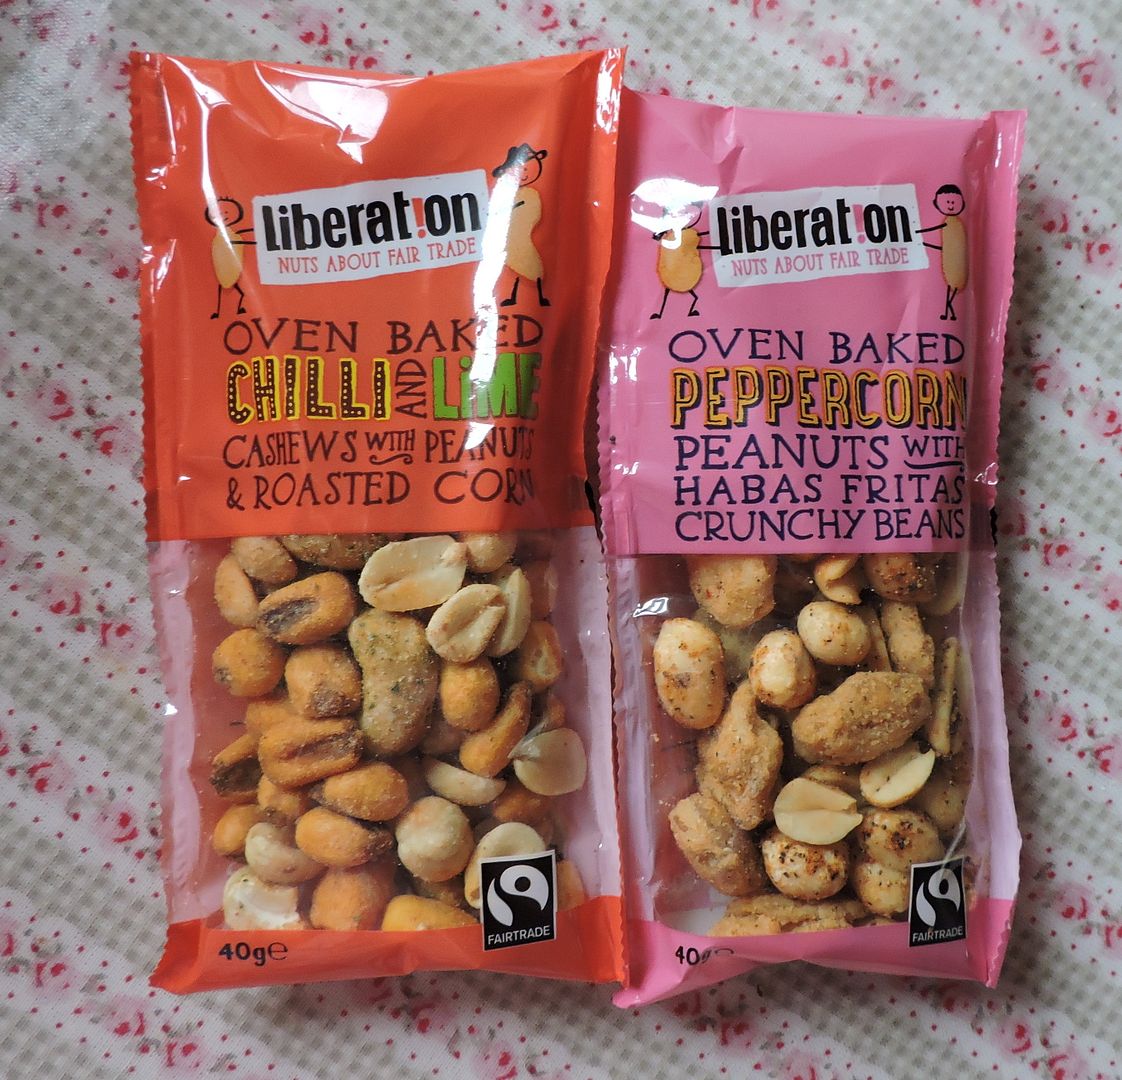 liberat!on
NUTS ABOUT FAIR TRADE
OVEN BAKED
CHILLI AND LiME
CASHEWS WITH PEANUTS
& ROASTED CORN
FAIRTRADE
40g℮
liberat!on
NUTS ABOUT FAIR TRADE
OVEN BAKED
PEPPERCORN
PEANUTS WITH
HABAS FRITAS
CRUNCHY BEANS
FAIRTRADE
40g℮